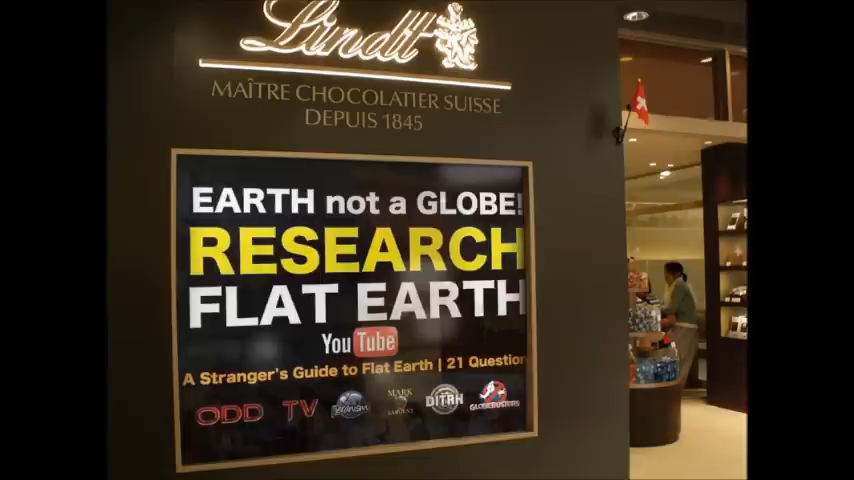 Lindt
MAÎTRE CHOCOLATIER SUISSE
DEPUIS 1845
EARTH not a GLOBE!
RESEARCH
FLAT EARTH
YouTube
A Stranger's Guide to Flat Earth | 21 Question
ODD TV
MARK
SARGENT
DITRH
GLOBEBUSTERS